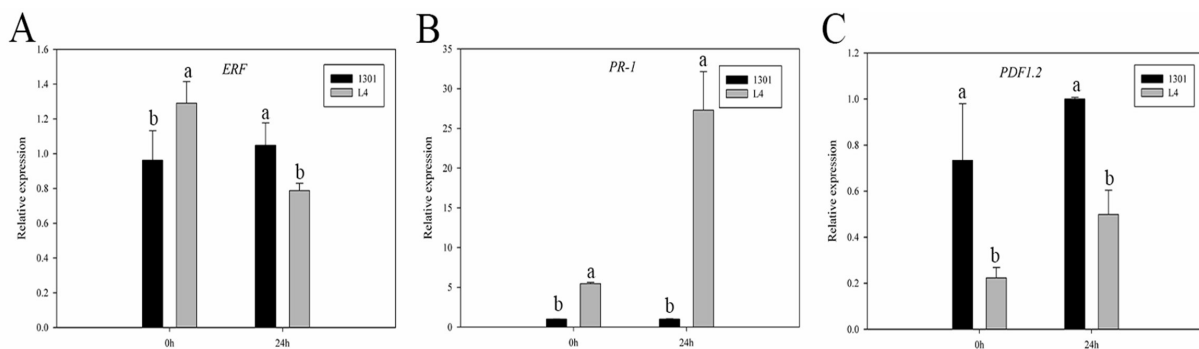 A
ERF
1301
L4
Relative expression
1.6
1.4
1.2
1.0
0.8
0.6
0.4
0.2
0.0
b
a
a
b
0h
24h
B
PR-1
1301
L4
Relative expression
35
30
25
20
15
10
5
0
b
a
b
a
0h
24h
C
PDF1.2
1301
L4
Relative expression
1.2
1.0
0.8
0.6
0.4
0.2
0.0
a
b
a
b
0h
24h